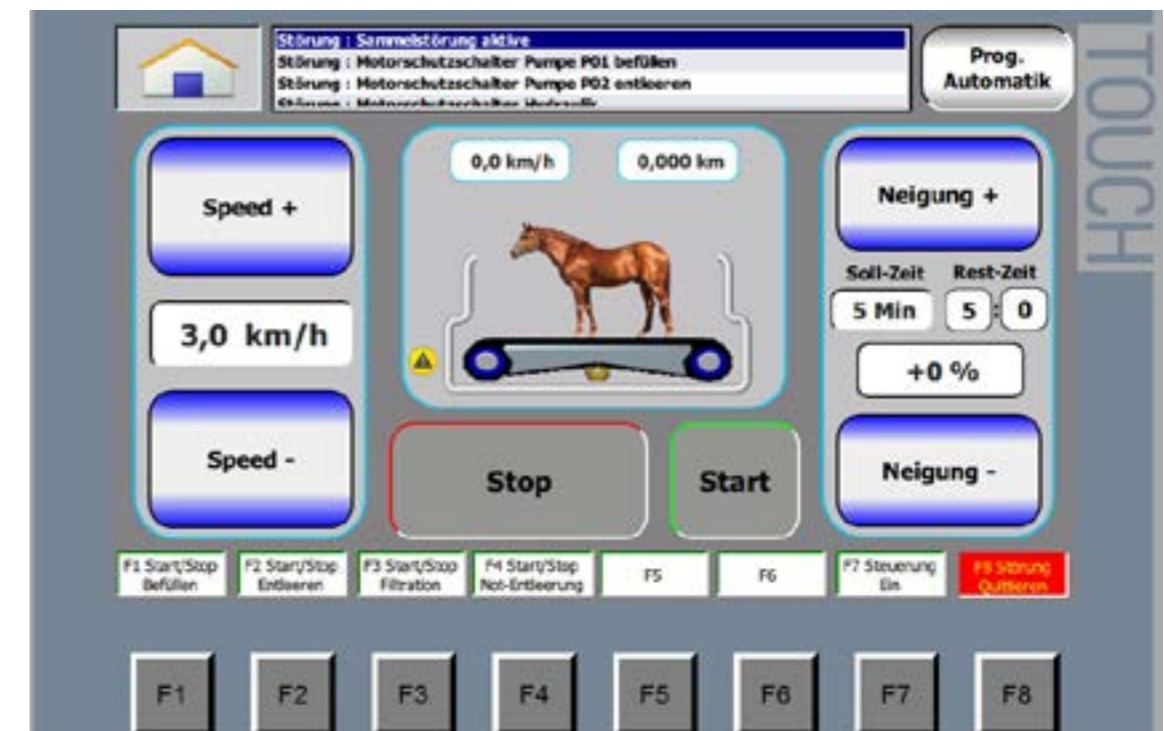 Störung : Sammelstörung aktive
Störung : Motorschutzschalter Pumpe P01 befüllen
Störung : Motorschutzschalter Pumpe P02 entleeren
Störung : Motorschutzschalter Hydraulik
Prog.
Automatik
TOUCH
Speed +
3,0 km/h
Speed -
0,0 km/h
0,000 km
Stop
Start
Neigung +
Soll-Zeit Rest-Zeit
5 Min 5 : 0
+0 %
Neigung -
F1 Start/Stop
Befüllen
F2 Start/Stop
Entleeren
F3 Start/Stop
Filtration
F4 Start/Stop
Not-Entleerung
F5
F6
F7 Steuerung
Ein
F8 Störung
Quittieren
F1 F2 F3 F4 F5 F6 F7 F8